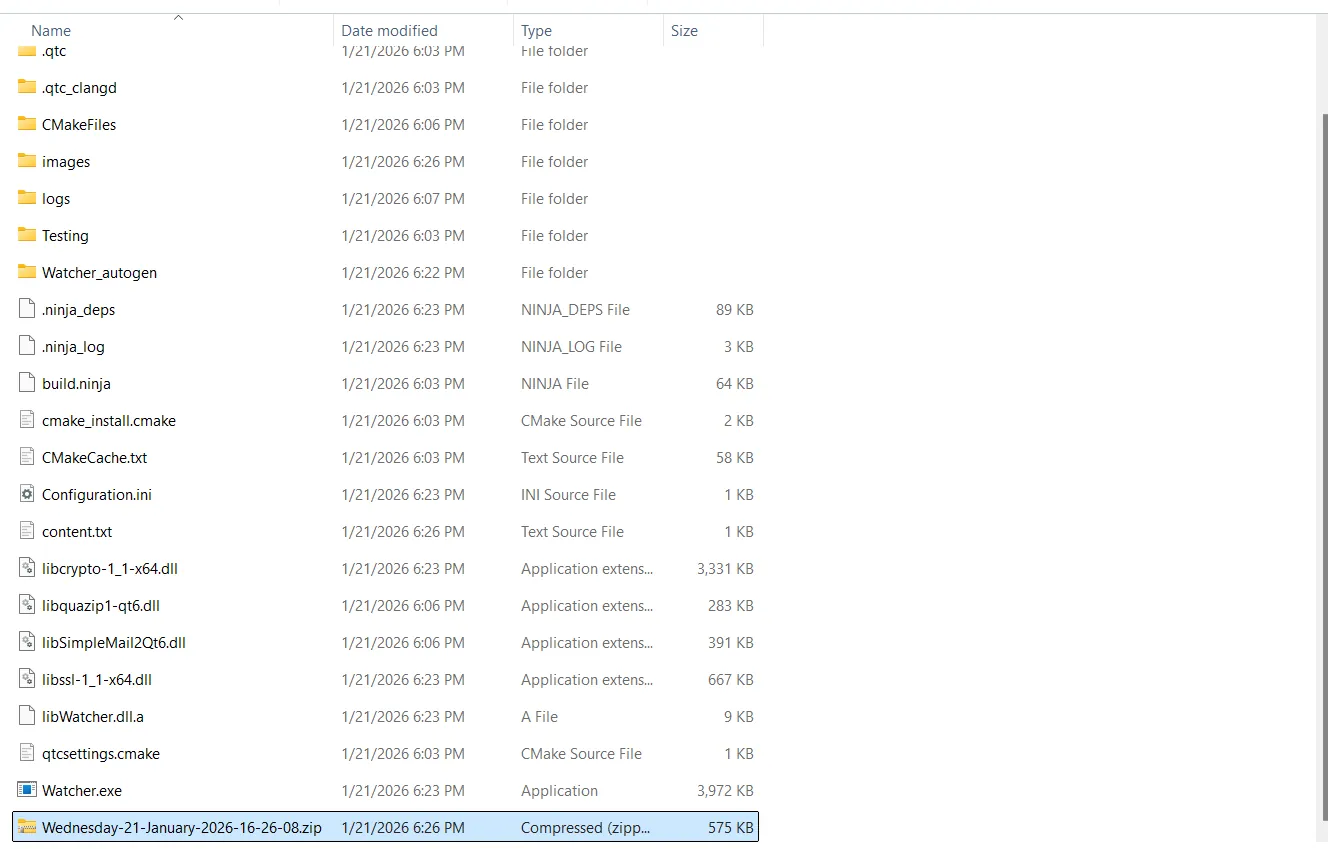 Name Date modified Type Size
.qtc 1/21/2026 6:03 PM File folder
.qtc_clangd 1/21/2026 6:03 PM File folder
CMakeFiles 1/21/2026 6:06 PM File folder
images 1/21/2026 6:26 PM File folder
logs 1/21/2026 6:07 PM File folder
Testing 1/21/2026 6:03 PM File folder
Watcher_autogen 1/21/2026 6:22 PM File folder
.ninja_deps 1/21/2026 6:23 PM NINJA_DEPS File 89 KB
.ninja_log 1/21/2026 6:23 PM NINJA_LOG File 3 KB
build.ninja 1/21/2026 6:03 PM NINJA File 64 KB
cmake_install.cmake 1/21/2026 6:03 PM CMake Source File 2 KB
CMakeCache.txt 1/21/2026 6:03 PM Text Source File 58 KB
Configuration.ini 1/21/2026 6:23 PM INI Source File 1 KB
content.txt 1/21/2026 6:26 PM Text Source File 1 KB
libcrypto-1_1-x64.dll 1/21/2026 6:23 PM Application extens... 3,331 KB
libquazip1-qt6.dll 1/21/2026 6:06 PM Application extens... 283 KB
libSimpleMail2Qt6.dll 1/21/2026 6:06 PM Application extens... 391 KB
libssl-1_1-x64.dll 1/21/2026 6:23 PM Application extens... 667 KB
libWatcher.dll.a 1/21/2026 6:23 PM A File 9 KB
qtcsettings.cmake 1/21/2026 6:03 PM CMake Source File 1 KB
Watcher.exe 1/21/2026 6:23 PM Application 3,972 KB
Wednesday-21-January-2026-16-26-08.zip 1/21/2026 6:26 PM Compressed (zipp... 575 KB